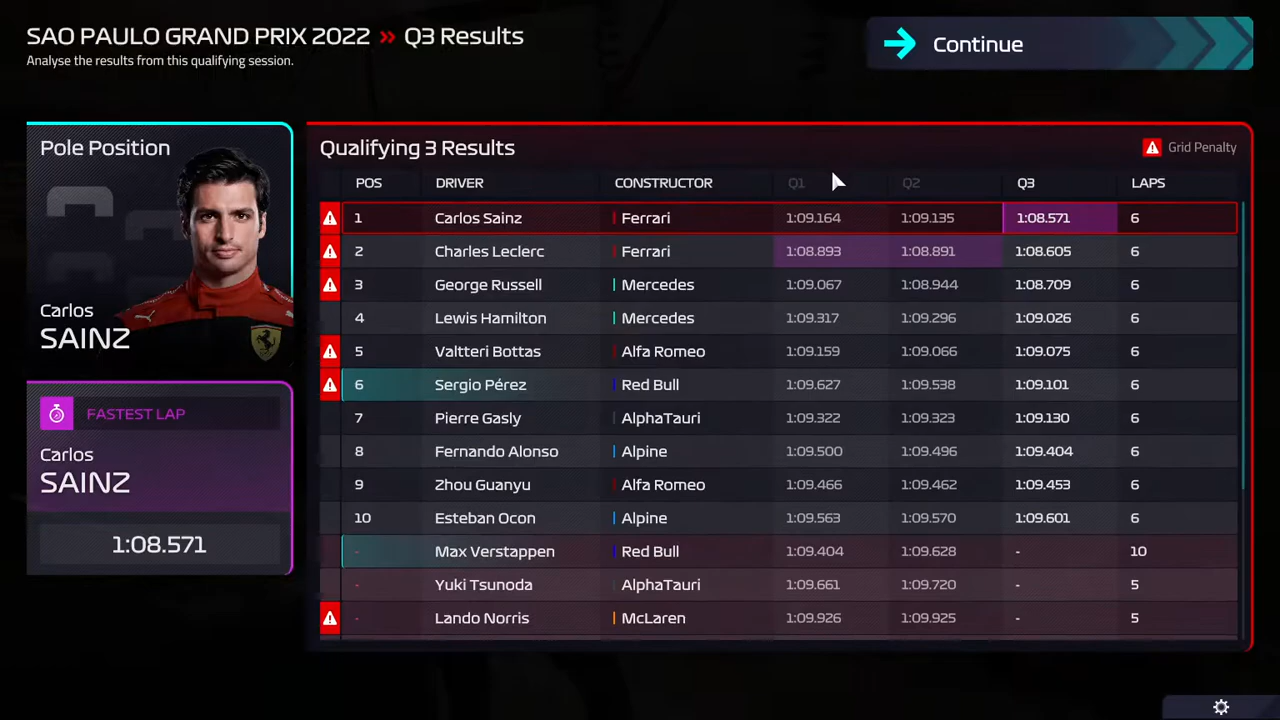 SAO PAULO GRAND PRIX 2022 » Q3 Results
Analyse the results from this qualifying session.
Continue
Pole Position
Carlos
SAINZ
FASTEST LAP
Carlos
SAINZ
1:08.571
Qualifying 3 Results
Grid Penalty
POS DRIVER CONSTRUCTOR Q1 Q2 Q3 LAPS
1 Carlos Sainz Ferrari 1:09.164 1:09.135 1:08.571 6
2 Charles Leclerc Ferrari 1:08.893 1:08.891 1:08.605 6
3 George Russell Mercedes 1:09.067 1:08.944 1:08.709 6
4 Lewis Hamilton Mercedes 1:09.317 1:09.296 1:09.026 6
5 Valtteri Bottas Alfa Romeo 1:09.159 1:09.066 1:09.075 6
6 Sergio Pérez Red Bull 1:09.627 1:09.538 1:09.101 6
7 Pierre Gasly AlphaTauri 1:09.322 1:09.323 1:09.130 6
8 Fernando Alonso Alpine 1:09.500 1:09.496 1:09.404 6
9 Zhou Guanyu Alfa Romeo 1:09.466 1:09.462 1:09.453 6
10 Esteban Ocon Alpine 1:09.563 1:09.570 1:09.601 6
- Max Verstappen Red Bull 1:09.404 1:09.628 - 10
- Yuki Tsunoda AlphaTauri 1:09.661 1:09.720 - 5
- Lando Norris McLaren 1:09.926 1:09.925 - 5